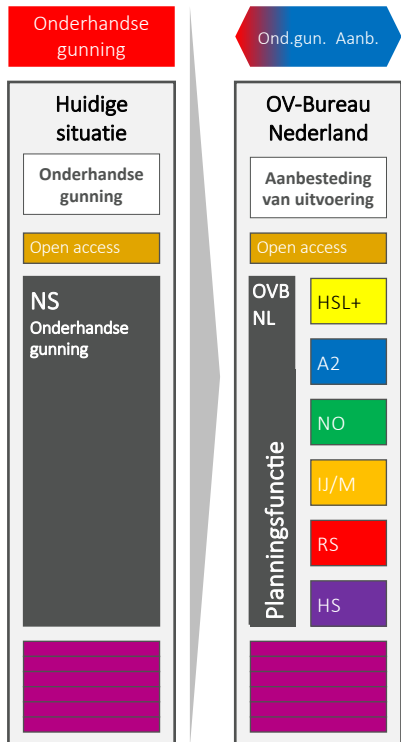 Onderhandse
gunning
Huidige
situatie
Onderhandse
gunning
Open access
NS
Onderhandse
gunning
Ond.gun. Aanb.
OV-Bureau
Nederland
Aanbesteding
van uitvoering
Open access
OVB
NL
Planningsfunctie
HSL+
A2
NO
IJ/M
RS
HS